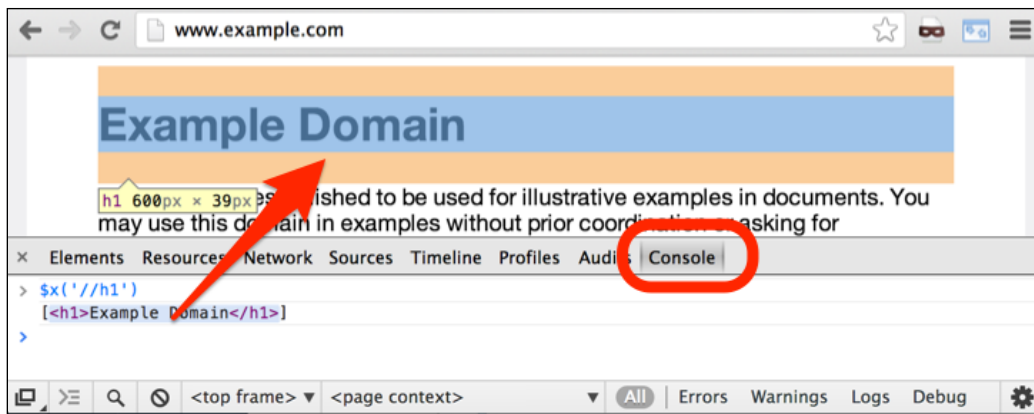 www.example.com
Example Domain
h1 600px × 39px ished to be used for illustrative examples in documents. You
may use this domain in examples without prior coordination or asking for
× Elements Resources Network Sources Timeline Profiles Audits Console
> $x('//h1')
[<h1>Example Domain</h1>]
>
<top frame> ▼ <page context> ▼ All Errors Warnings Logs Debug